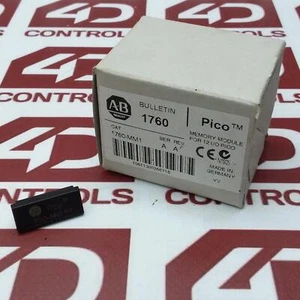 4D
CONTROLS
AB
BULLETIN
1760
Pico™
CAT.
1760-MM1
SER. REV.
A A
MEMORY MODULE
FOR 12 I/O PICO
CE
MADE IN
GERMANY